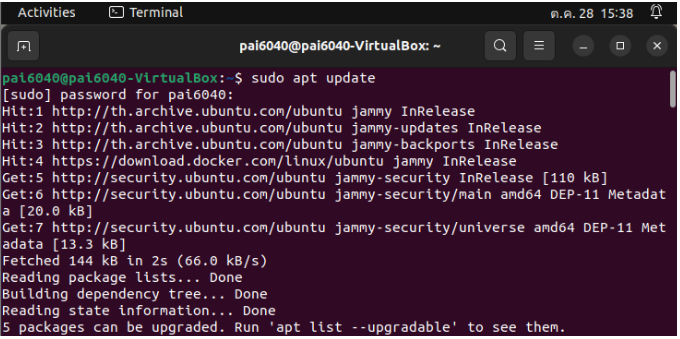 Activities Terminal ต.ค. 28 15:38
pai6040@pai6040-VirtualBox: ~
pai6040@pai6040-VirtualBox:~$ sudo apt update
[sudo] password for pai6040:
Hit:1 http://th.archive.ubuntu.com/ubuntu jammy InRelease
Hit:2 http://th.archive.ubuntu.com/ubuntu jammy-updates InRelease
Hit:3 http://th.archive.ubuntu.com/ubuntu jammy-backports InRelease
Hit:4 https://download.docker.com/linux/ubuntu jammy InRelease
Get:5 http://security.ubuntu.com/ubuntu jammy-security InRelease [110 kB]
Get:6 http://security.ubuntu.com/ubuntu jammy-security/main amd64 DEP-11 Metadat
a [20.0 kB]
Get:7 http://security.ubuntu.com/ubuntu jammy-security/universe amd64 DEP-11 Met
adata [13.3 kB]
Fetched 144 kB in 2s (66.0 kB/s)
Reading package lists... Done
Building dependency tree... Done
Reading state information... Done
5 packages can be upgraded. Run 'apt list --upgradable' to see them.